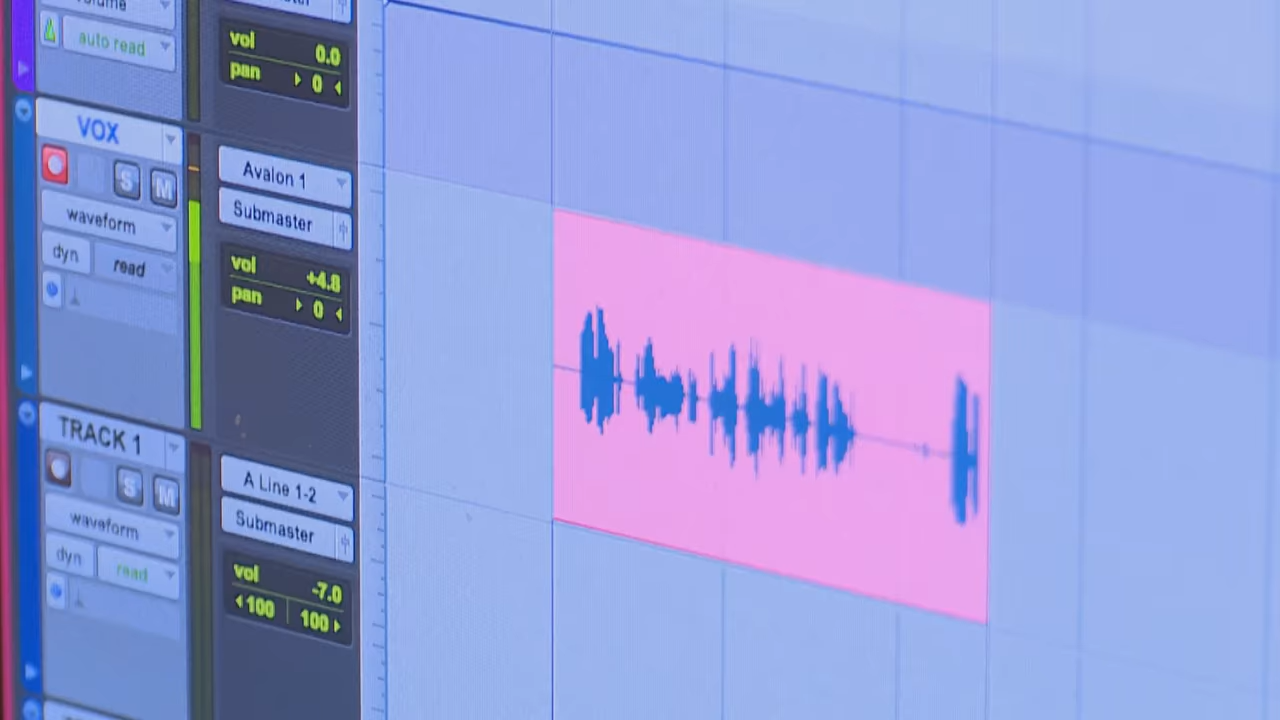 volume
auto read
vol 0.0
pan 0
VOX
S M
waveform
dyn read
Avalon 1
Submaster
vol +4.8
pan 0
TRACK 1
S M
waveform
dyn read
A Line 1-2
Submaster
vol -7.0
100 100